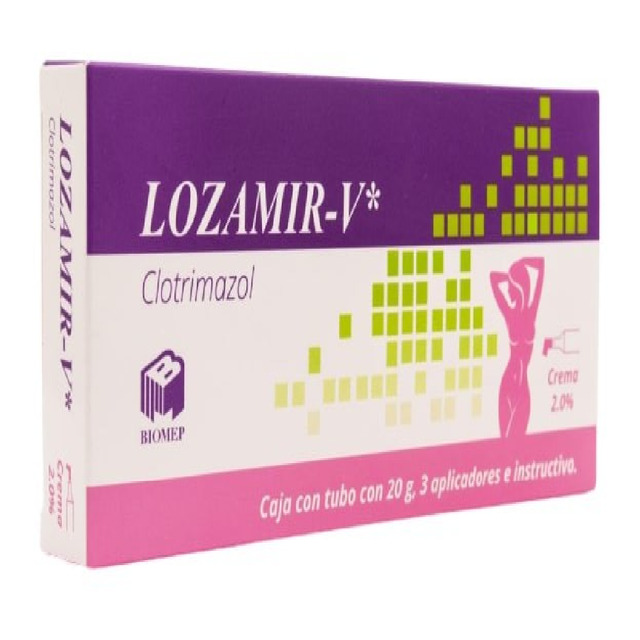 LOZAMIR-V*
Clotrimazol
Crema
2.0%
LOZAMIR-V*
Clotrimazol
BIOMEP
Crema
2.0%
Caja con tubo con 20 g, 3 aplicadores e instructivo.